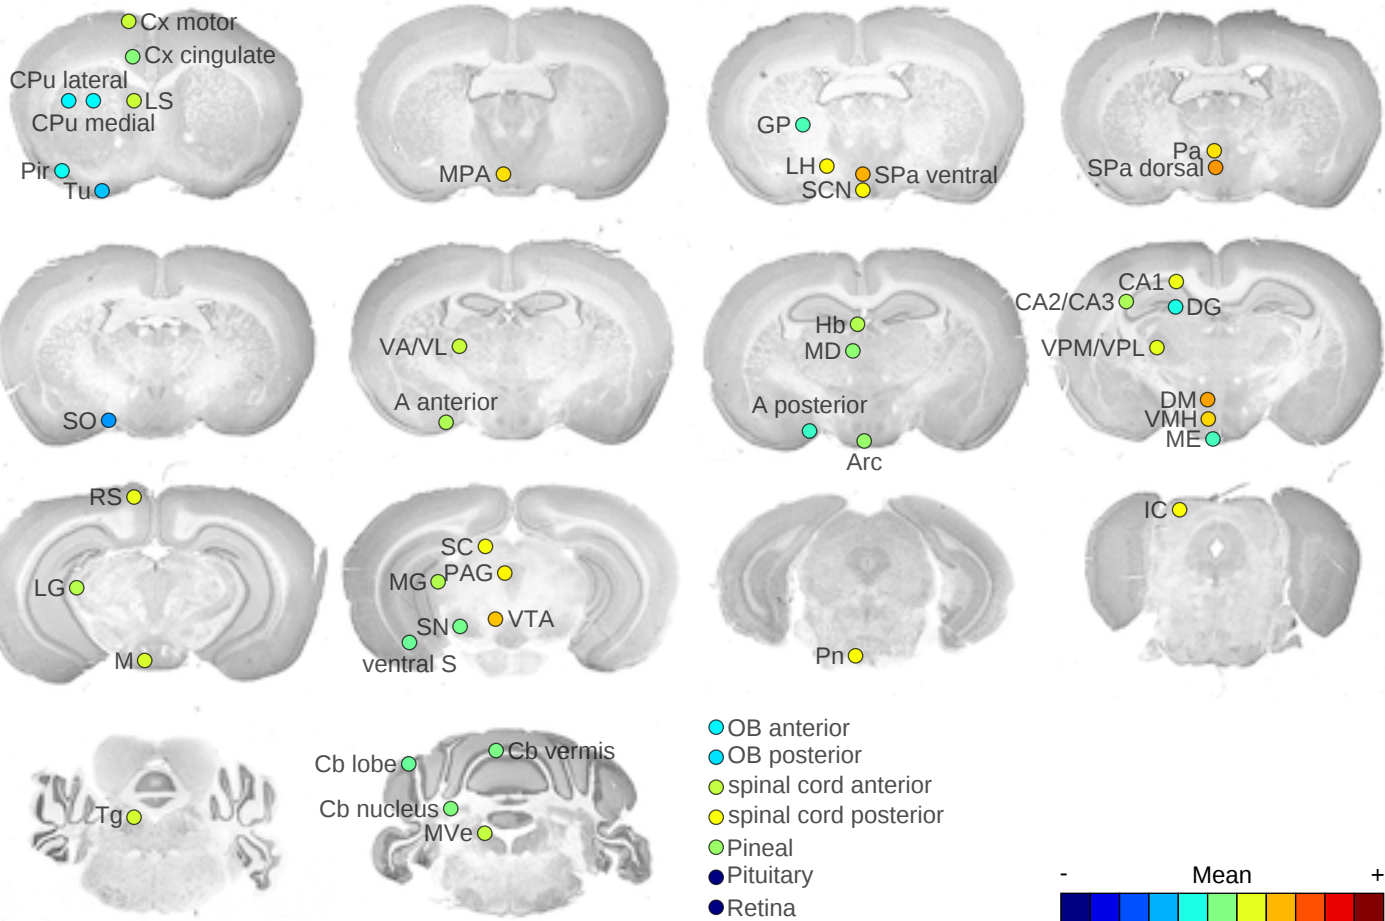 Cx motor
Cx cingulate
CPu lateral
LS
CPu medial
Pir
Tu
MPA
GP
LH
SPa ventral
SCN
Pa
SPa dorsal
SO
VA/VL
A anterior
Hb
MD
A posterior
Arc
CA1
CA2/CA3
DG
VPM/VPL
DM
VMH
ME
RS
LG
M
SC
PAG
MG
VTA
SN
ventral S
Pn
IC
Tg
Cb vermis
Cb lobe
Cb nucleus
MVe
OB anterior
OB posterior
spinal cord anterior
spinal cord posterior
Pineal
Pituitary
Retina
- Mean +